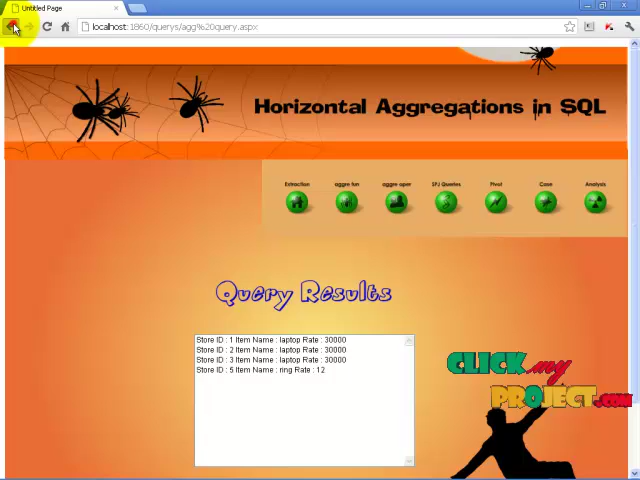 Untitled Page
localhost:1860/querys/agg%20query.aspx
Horizontal Aggregations in SQL
Extraction aggre fun aggre oper SPJ Queries Pivot Case Analysis
Query Results
Store ID : 1 Item Name : laptop Rate : 30000
Store ID : 2 Item Name : laptop Rate : 30000
Store ID : 3 Item Name : laptop Rate : 30000
Store ID : 5 Item Name : ring Rate : 12
CLICK my
PROJECT.COM